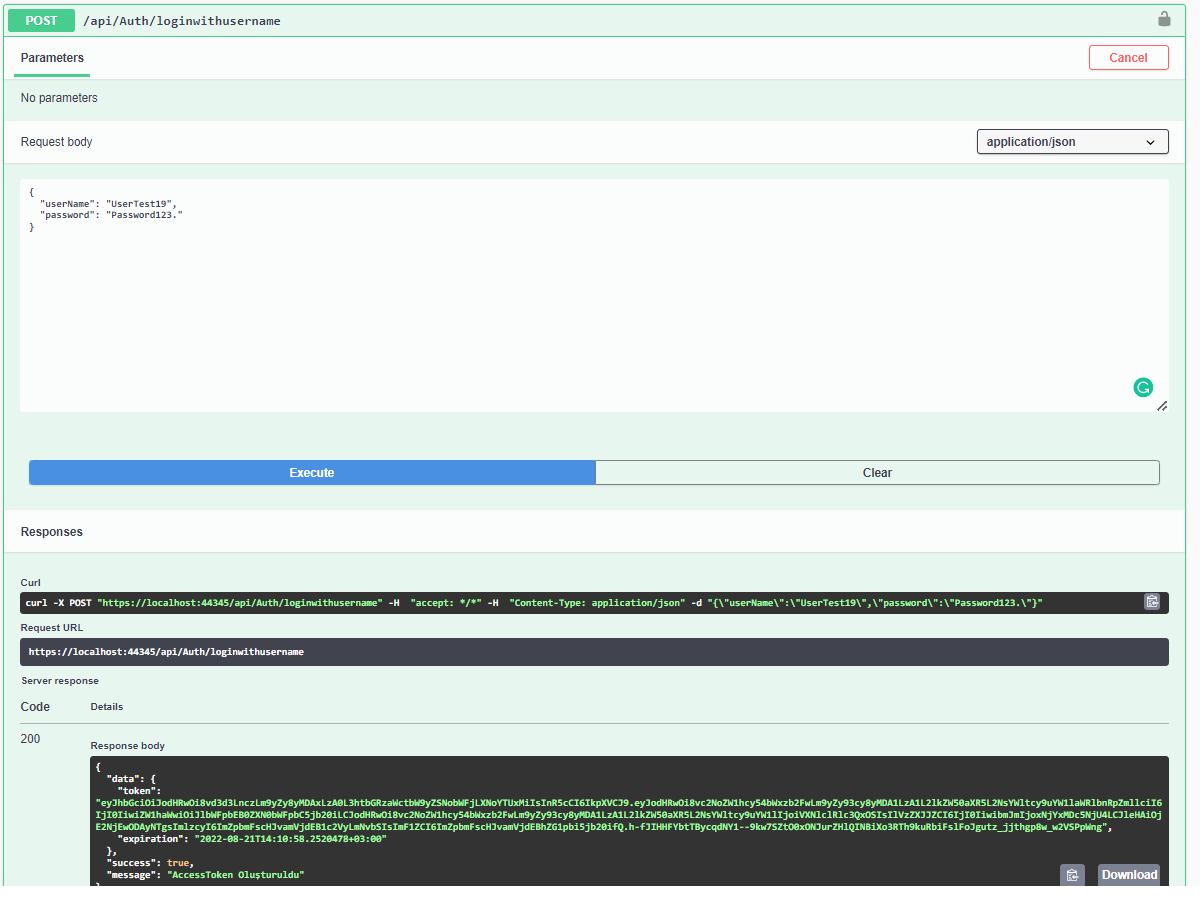 POST /api/Auth/loginwithusername
Parameters
Cancel
No parameters
Request body
application/json
{
"userName": "UserTest19",
"password": "Password123."
}
Execute
Clear
Responses
Curl
curl -X POST "https://localhost:44345/api/Auth/loginwithusername" -H  "accept: */*" -H  "Content-Type: application/json" -d "{\"userName\":\"UserTest19\",\"password\":\"Password123.\"}"
Request URL
https://localhost:44345/api/Auth/loginwithusername
Server response
Code
Details
200
Response body
{
"data": {
"token":
"eyJhbGciOiJodHRwOi8vd3d3LnczLm9yZy8yMDAxLzA0L3htbGRzaWctbW9yZSNobWFjLXNoYTUxMiIsInR5cCI6IkpXVCJ9.eyJodHRwOi8vc2NoZW1hcy54bWxzb2FwLm9yZy93cy8yMDA1LzA1L2lkZW50aXR5L2NsYWltcy9uYW1laWRlbnRpZmllciI6
IjI0IiwiZW1haWwiOiJlbWFpbEB0ZXN0bWFpbC5jb20iLCJodHRwOi8vc2NoZW1hcy54bWxzb2FwLm9yZy93cy8yMDA1LzA1L2lkZW50aXR5L2NsYWltcy9uYW1lIjoiVXNlclRlc3QxOSIsIlVzZXJJZCI6IjI0IiwibmJmIjoxNjYxMDc5NjU4LCJleHAiOj
E2NjEwODAyNTgsImlzcyI6ImZpbmFscHJvamVjdEB1c2VyLmNvbSIsImF1ZCI6ImZpbmFscHJvamVjdEBhZG1pbi5jb20ifQ.h-fJIHHFYbtTBycqdNY1--9kw7SZtO0xONJurZHlQINBiXo3RTh9kuRbiFslFoJgutz_jjthgp8w_w2VSPpWng",
"expiration": "2022-08-21T14:10:58.2520478+03:00"
},
"success": true,
"message": "AccessToken Oluşturuldu"
Download